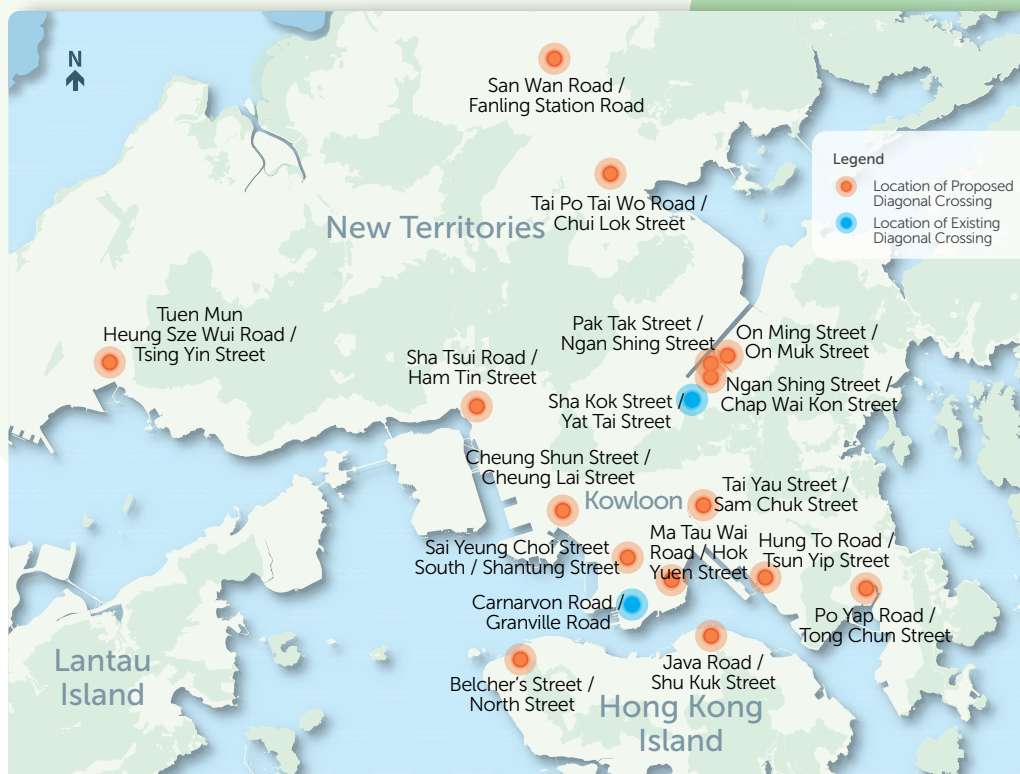 N
San Wan Road /
Fanling Station Road
Legend
Location of Proposed
Diagonal Crossing
Location of Existing
Diagonal Crossing
Tai Po Tai Wo Road /
Chui Lok Street
New Territories
Tuen Mun
Heung Sze Wui Road /
Tsing Yin Street
Pak Tak Street /
Ngan Shing Street
On Ming Street /
On Muk Street
Sha Tsui Road /
Ham Tin Street
Ngan Shing Street /
Chap Wai Kon Street
Sha Kok Street /
Yat Tai Street
Cheung Shun Street /
Cheung Lai Street
Kowloon
Tai Yau Street /
Sam Chuk Street
Sai Yeung Choi Street
South / Shantung Street
Ma Tau Wai
Road / Hok
Yuen Street
Hung To Road /
Tsun Yip Street
Carnarvon Road /
Granville Road
Po Yap Road /
Tong Chun Street
Lantau
Island
Belcher's Street /
North Street
Java Road /
Shu Kuk Street
Hong Kong
Island